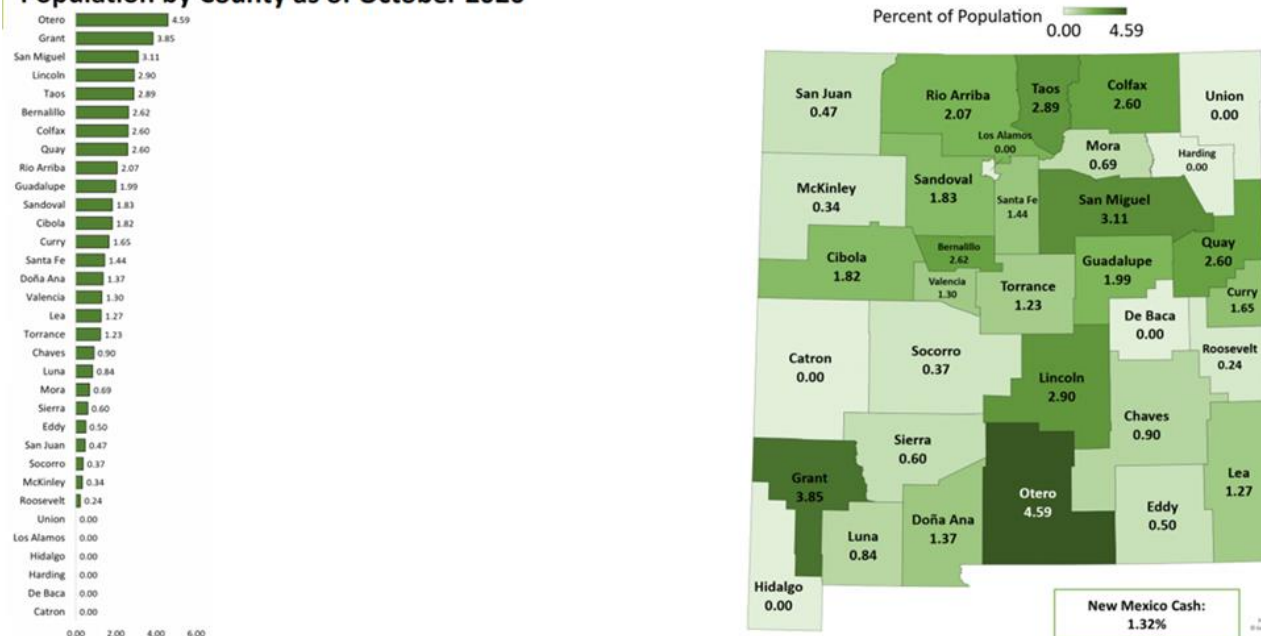 Population by County as of October 2020
Otero 4.59
Grant 3.85
San Miguel 3.11
Lincoln 2.90
Taos 2.89
Bernalillo 2.62
Colfax 2.60
Quay 2.60
Rio Arriba 2.07
Guadalupe 1.99
Sandoval 1.83
Cibola 1.82
Curry 1.65
Santa Fe 1.44
Doña Ana 1.37
Valencia 1.30
Lea 1.27
Torrance 1.23
Chaves 0.90
Luna 0.84
Mora 0.69
Sierra 0.60
Eddy 0.50
San Juan 0.47
Socorro 0.37
McKinley 0.34
Roosevelt 0.24
Union 0.00
Los Alamos 0.00
Hidalgo 0.00
Harding 0.00
De Baca 0.00
Catron 0.00
0.00 2.00 4.00 6.00
Percent of Population
0.00 4.59
San Juan
0.47
Rio Arriba
2.07
Taos
2.89
Colfax
2.60
Union
0.00
Los Alamos
0.00
Mora
0.69
Harding
0.00
McKinley
0.34
Sandoval
1.83
Santa Fe
1.44
San Miguel
3.11
Quay
2.60
Cibola
1.82
Bernalillo
2.62
Valencia
1.30
Torrance
1.23
Guadalupe
1.99
Curry
1.65
De Baca
0.00
Roosevelt
0.24
Catron
0.00
Socorro
0.37
Lincoln
2.90
Chaves
0.90
Sierra
0.60
Grant
3.85
Otero
4.59
Lea
1.27
Eddy
0.50
Doña Ana
1.37
Luna
0.84
Hidalgo
0.00
New Mexico Cash:
1.32%